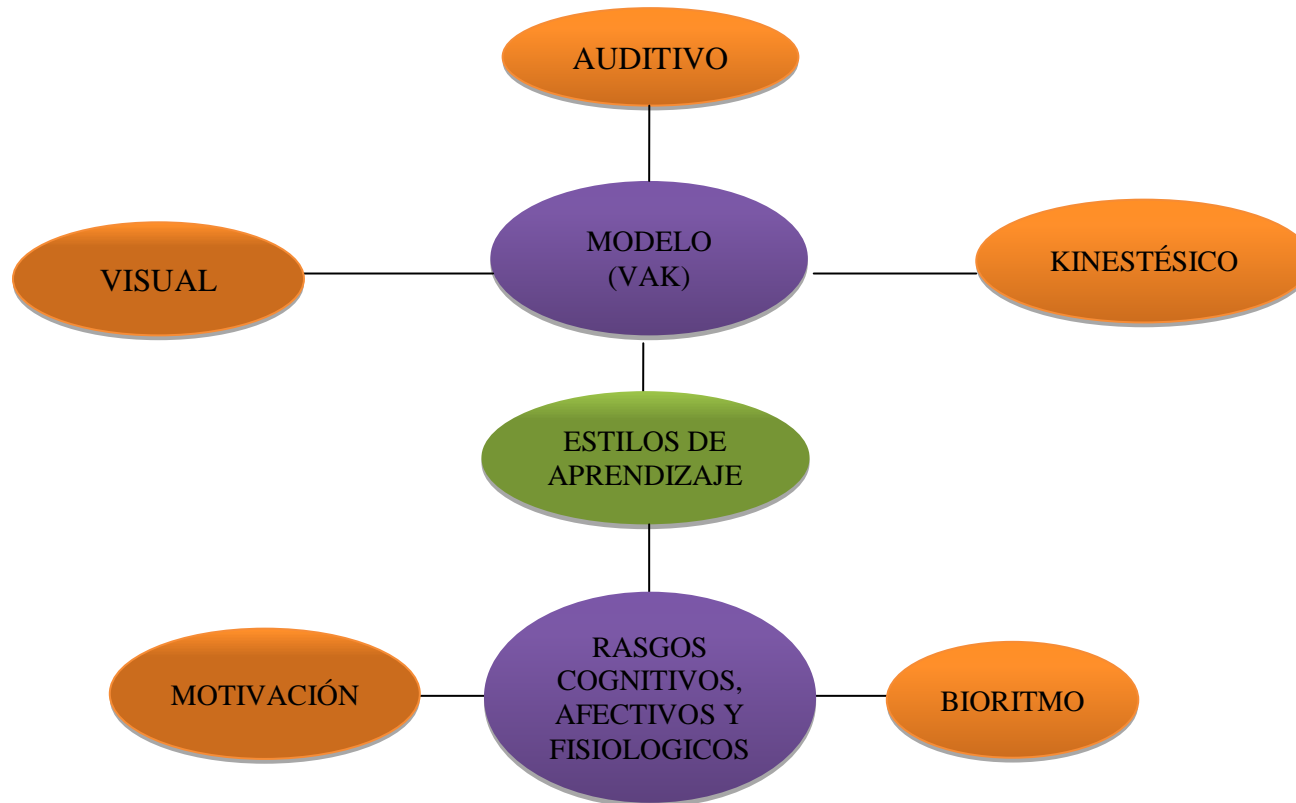 AUDITIVO
MODELO
(VAK)
VISUAL
KINESTÉSICO
ESTILOS DE
APRENDIZAJE
RASGOS
COGNITIVOS,
AFECTIVOS Y
FISIOLOGICOS
MOTIVACIÓN
BIORITMO